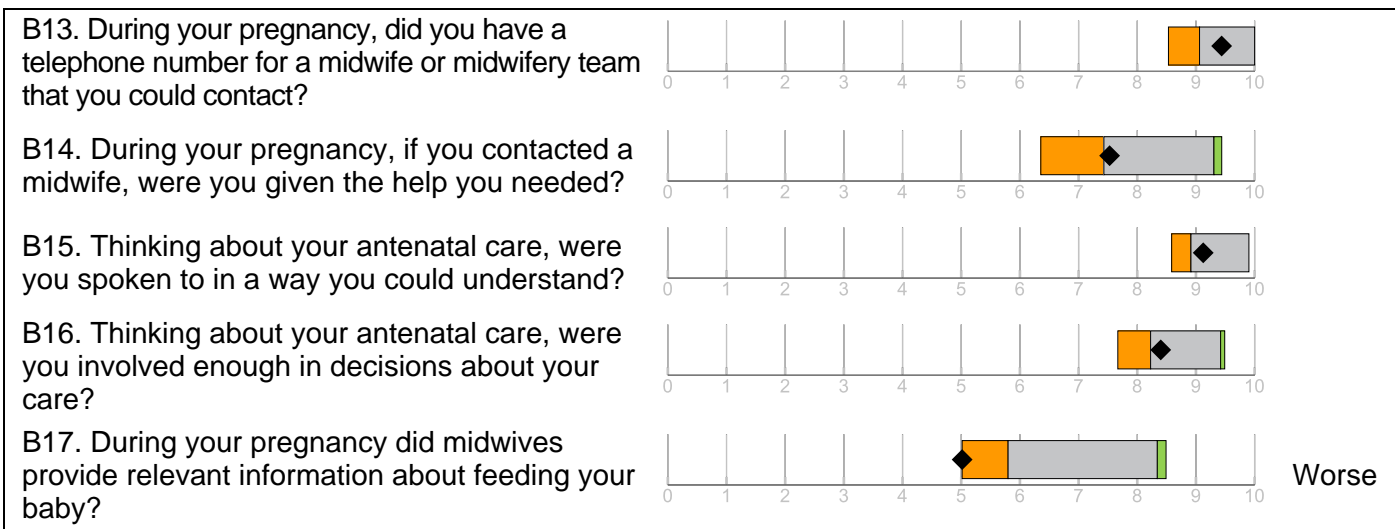 B13. During your pregnancy, did you have a
telephone number for a midwife or midwifery team
that you could contact?
0 1 2 3 4 5 6 7 8 9 10
B14. During your pregnancy, if you contacted a
midwife, were you given the help you needed?
0 1 2 3 4 5 6 7 8 9 10
B15. Thinking about your antenatal care, were
you spoken to in a way you could understand?
0 1 2 3 4 5 6 7 8 9 10
B16. Thinking about your antenatal care, were
you involved enough in decisions about your
care?
0 1 2 3 4 5 6 7 8 9 10
B17. During your pregnancy did midwives
provide relevant information about feeding your
baby?
0 1 2 3 4 5 6 7 8 9 10
Worse